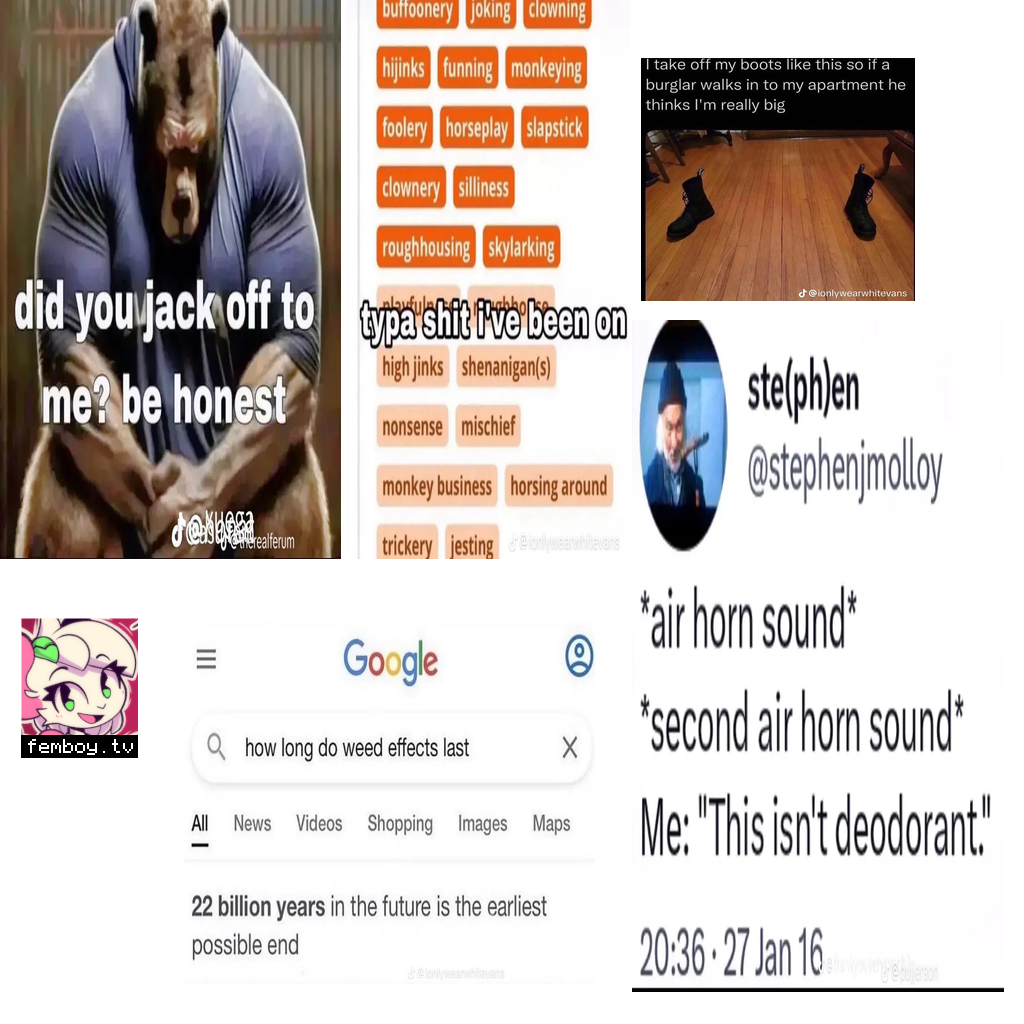 did you jack off to
me? be honest
@therealferum
buffoonery joking clowning
hijinks funning monkeying
foolery horseplay slapstick
clownery silliness
roughhousing skylarking
typa shit i've been on
high jinks shenanigan(s)
nonsense mischief
monkey business horsing around
trickery jesting
@ionlywearwhitevans
I take off my boots like this so if a
burglar walks in to my apartment he
thinks I'm really big
@ionlywearwhitevans
ste(ph)en
@stephenjmolloy
*air horn sound*
*second air horn sound*
Me: "This isn't deodorant."
20:36 · 27 Jan 16
femboy.tv
Google
how long do weed effects last
All News Videos Shopping Images Maps
22 billion years in the future is the earliest
possible end
@ionlywearwhitevans